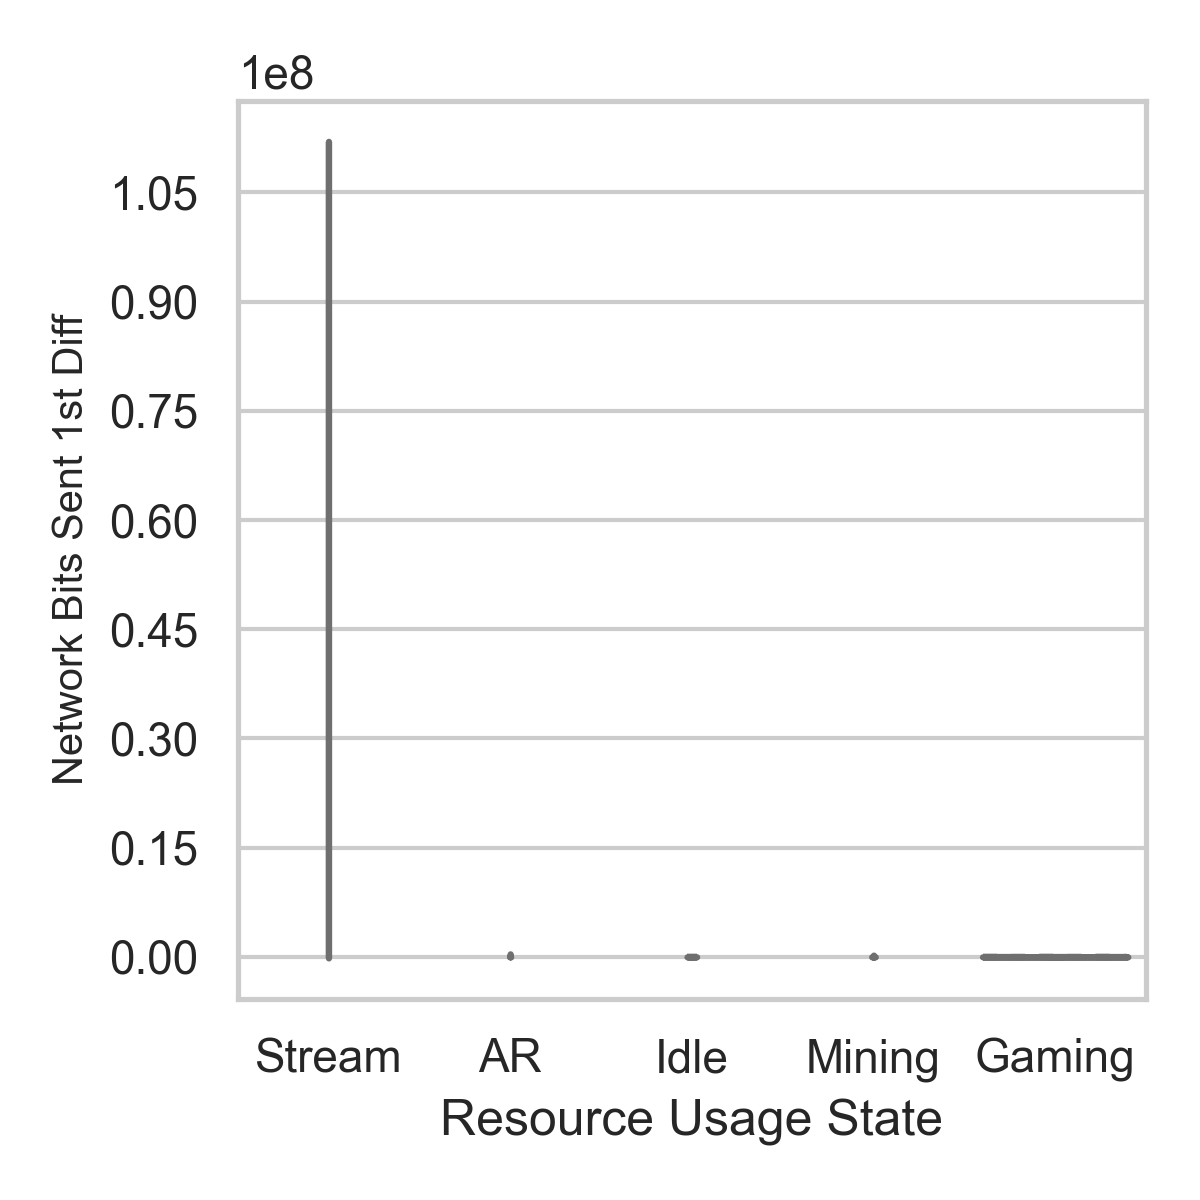 1e8
1.05
0.90
0.75
0.60
0.45
0.30
0.15
0.00
Network Bits Sent 1st Diff
Stream AR Idle Mining Gaming
Resource Usage State